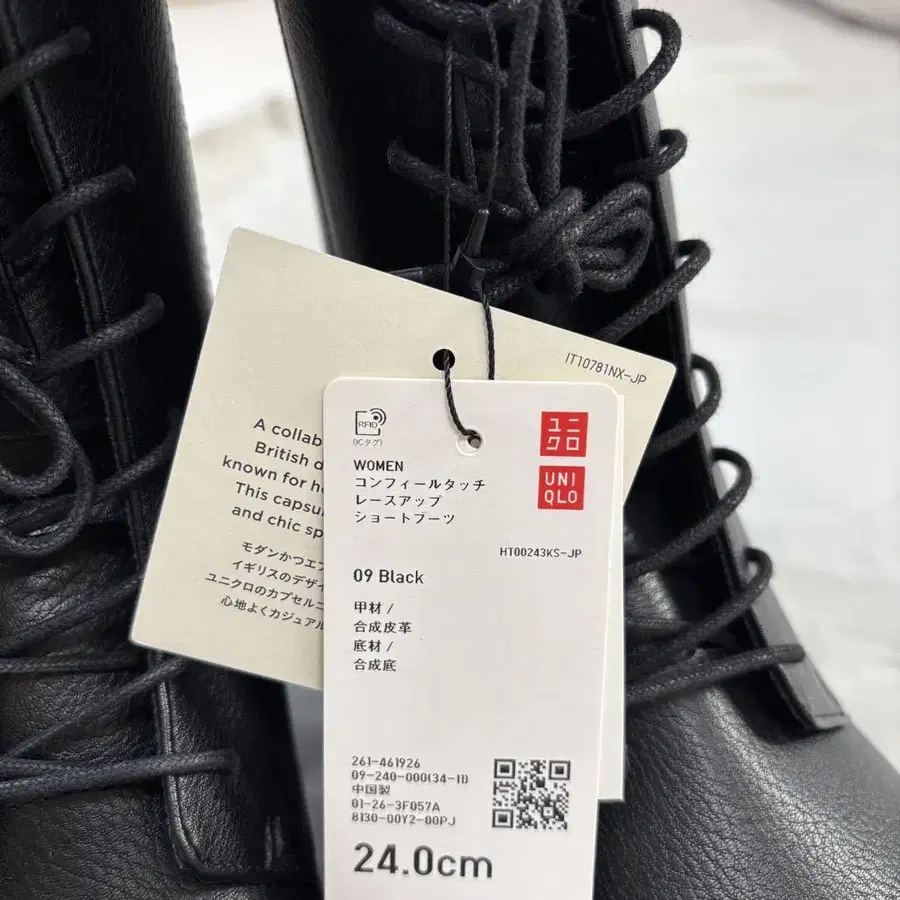 IT10781NX-JP
A collab
British d
known for h
This capsu
and chic sp
モダンかつエフ
イギリスのデザイ
ユニクロのカプセルニ
心地よくカジュアル
RFID
(ICタグ)
ユニ
クロ
UNI
QLO
WOMEN
コンフィールタッチ
レースアップ
ショートブーツ
HT00243KS-JP
09 Black
甲材 /
合成皮革
底材 /
合成底
261-461926
09-240-000(34-11)
中国製
01-26-3F057A
8130-00Y2-00PJ
24.0cm